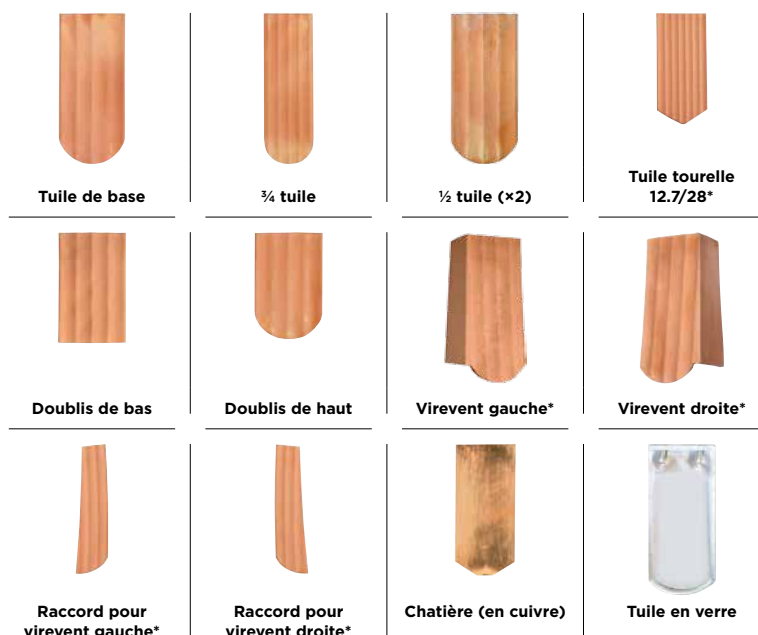 Tuile de base
¾ tuile
½ tuile (×2)
Tuile tourelle
12.7/28*
Doublis de bas
Doublis de haut
Virevent gauche*
Virevent droite*
Raccord pour
virevent gauche*
Raccord pour
virevent droite*
Chatière (en cuivre)
Tuile en verre